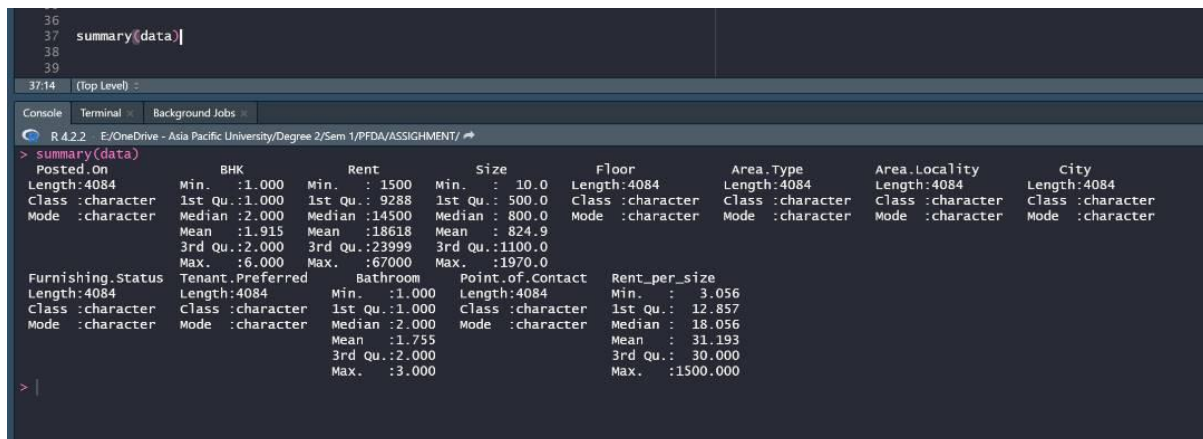 36
37 summary(data)
38
39
37:14 (Top Level)
Console Terminal Background Jobs
R 4.2.2 · E:/OneDrive - Asia Pacific University/Degree 2/Sem 1/PFDA/ASSIGHMENT/
> summary(data)
Posted.On BHK Rent Size Floor Area.Type Area.Locality City
Length:4084 Min. :1.000 Min. : 1500 Min. : 10.0 Length:4084 Length:4084 Length:4084 Length:4084
Class :character 1st Qu.:1.000 1st Qu.: 9288 1st Qu.: 500.0 Class :character Class :character Class :character Class :character
Mode :character Median :2.000 Median :14500 Median : 800.0 Mode :character Mode :character Mode :character Mode :character
Mean :1.915 Mean :18618 Mean : 824.9
3rd Qu.:2.000 3rd Qu.:23999 3rd Qu.:1100.0
Max. :6.000 Max. :67000 Max. :1970.0
Furnishing.Status Tenant.Preferred Bathroom Point.of.Contact Rent_per_size
Length:4084 Length:4084 Min. :1.000 Length:4084 Min. : 3.056
Class :character Class :character 1st Qu.:1.000 Class :character 1st Qu.: 12.857
Mode :character Mode :character Median :2.000 Mode :character Median : 18.056
Mean :1.755 Mean : 31.193
3rd Qu.:2.000 3rd Qu.: 30.000
Max. :3.000 Max. :1500.000
>